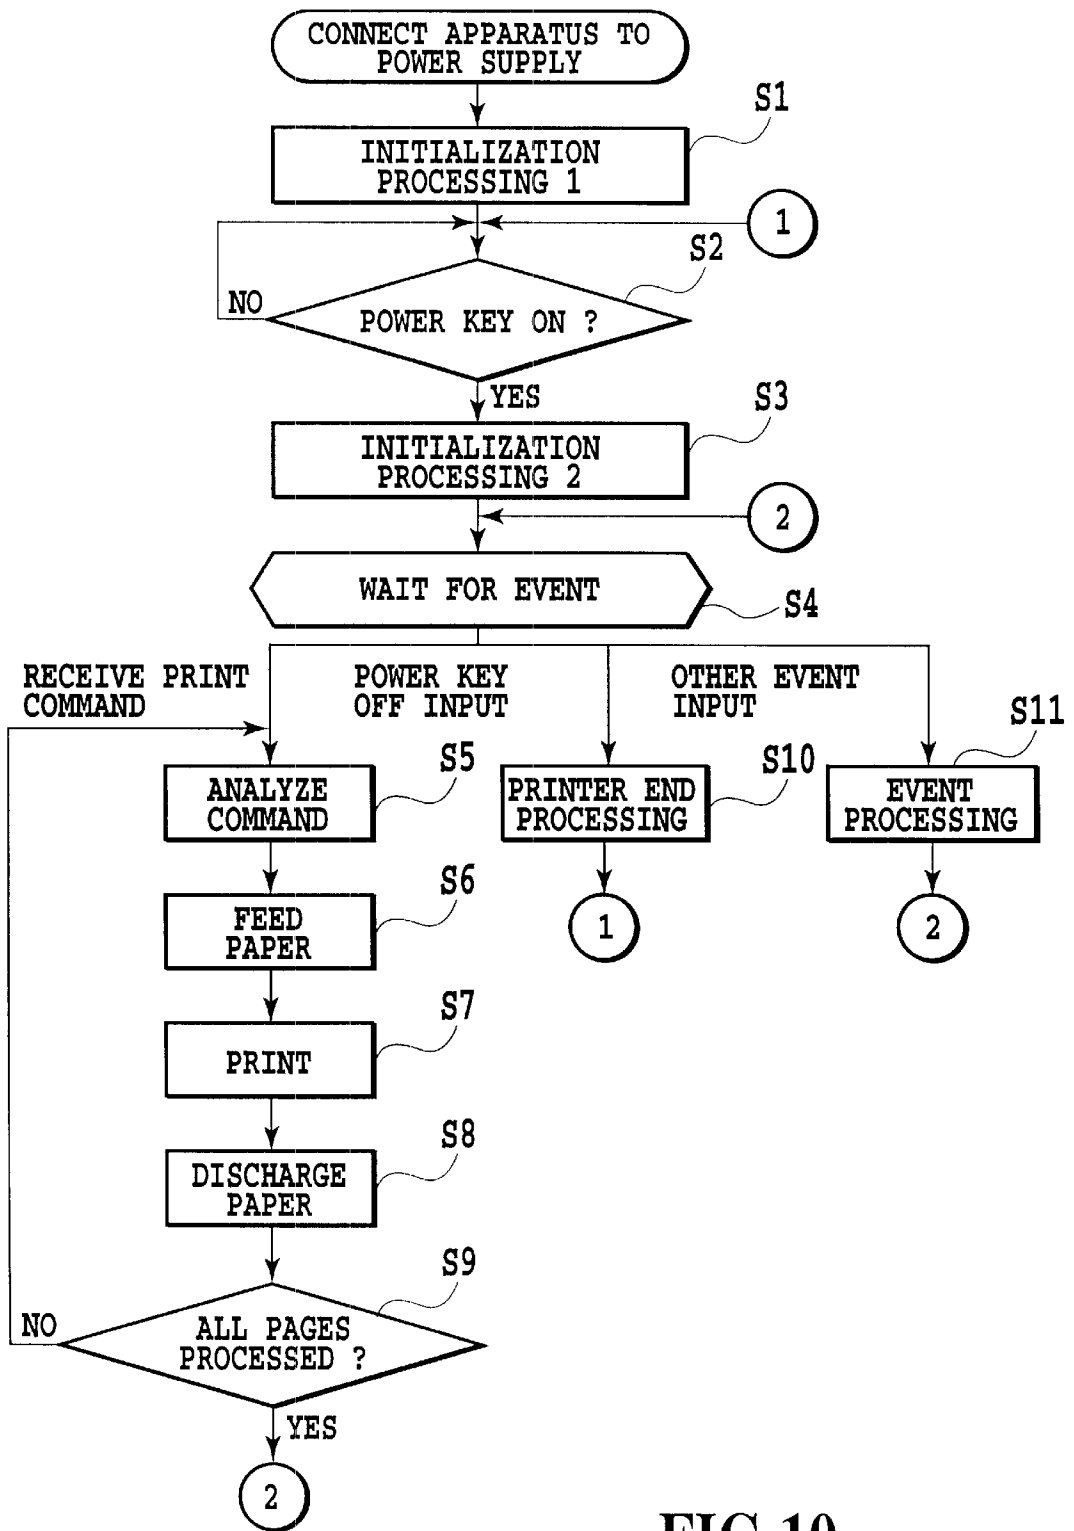 CONNECT APPARATUS TO
POWER SUPPLY
S1
INITIALIZATION
PROCESSING 1
1
S2
NO
POWER KEY ON ?
YES
S3
INITIALIZATION
PROCESSING 2
2
WAIT FOR EVENT
S4
RECEIVE PRINT
COMMAND
POWER KEY
OFF INPUT
OTHER EVENT
INPUT
S5
ANALYZE
COMMAND
S10
PRINTER END
PROCESSING
S11
EVENT
PROCESSING
S6
FEED
PAPER
1
2
S7
PRINT
S8
DISCHARGE
PAPER
S9
NO
ALL PAGES
PROCESSED ?
YES
2
FIG.10